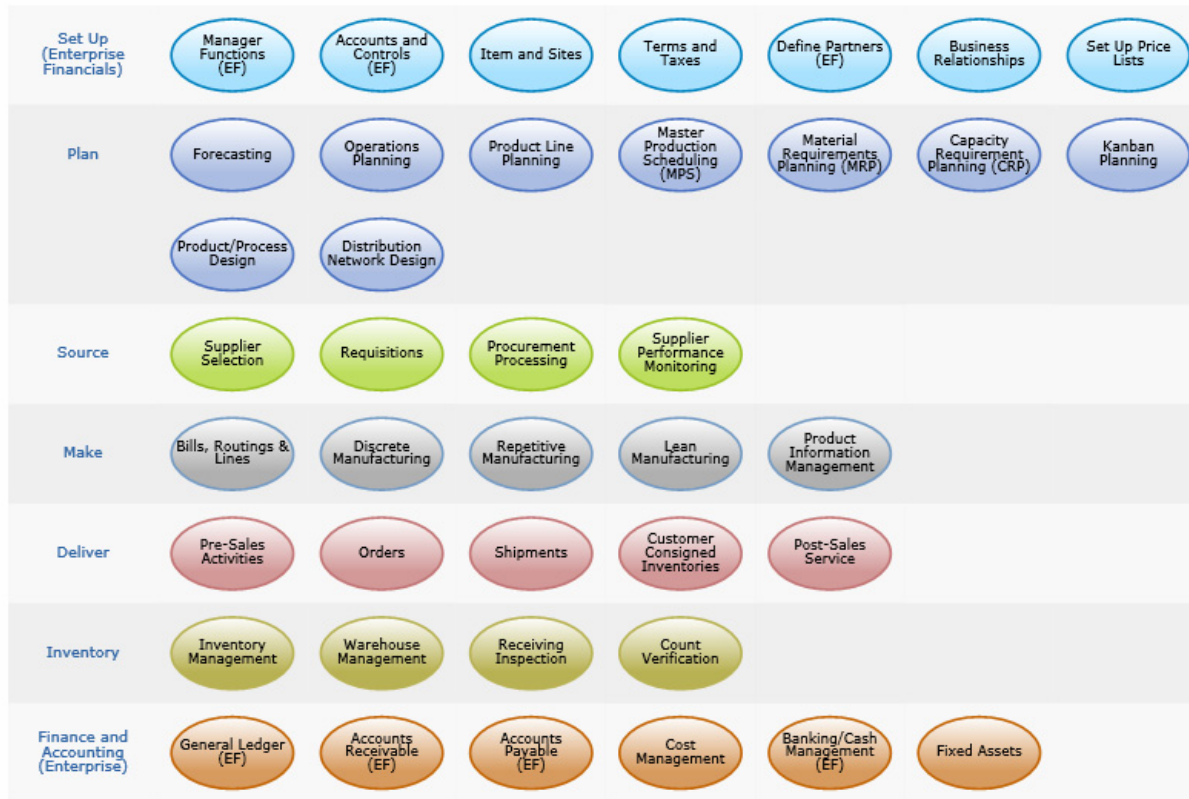 Set Up
(Enterprise
Financials)
Manager
Functions
(EF)
Accounts and
Controls
(EF)
Item and Sites
Terms and
Taxes
Define Partners
(EF)
Business
Relationships
Set Up Price
Lists
Plan
Forecasting
Operations
Planning
Product Line
Planning
Master
Production
Scheduling
(MPS)
Material
Requirements
Planning (MRP)
Capacity
Requirement
Planning (CRP)
Kanban
Planning
Product/Process
Design
Distribution
Network Design
Source
Supplier
Selection
Requisitions
Procurement
Processing
Supplier
Performance
Monitoring
Make
Bills, Routings &
Lines
Discrete
Manufacturing
Repetitive
Manufacturing
Lean
Manufacturing
Product
Information
Management
Deliver
Pre-Sales
Activities
Orders
Shipments
Customer
Consigned
Inventories
Post-Sales
Service
Inventory
Inventory
Management
Warehouse
Management
Receiving
Inspection
Count
Verification
Finance and
Accounting
(Enterprise)
General Ledger
(EF)
Accounts
Receivable
(EF)
Accounts
Payable
(EF)
Cost
Management
Banking/Cash
Management
(EF)
Fixed Assets